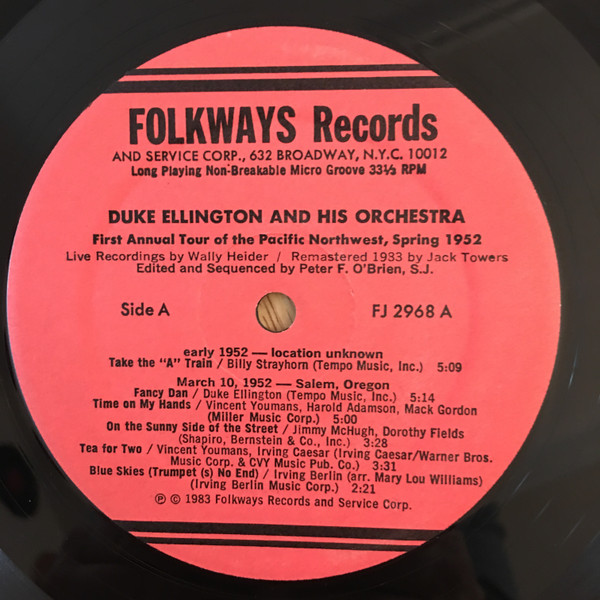 FOLKWAYS Records
AND SERVICE CORP., 632 BROADWAY, N.Y.C. 10012
Long Playing Non-Breakable Micro Groove 33⅓ RPM
DUKE ELLINGTON AND HIS ORCHESTRA
First Annual Tour of the Pacific Northwest, Spring 1952
Live Recordings by Wally Heider / Remastered 1933 by Jack Towers
Edited and Sequenced by Peter F. O'Brien, S.J.
Side A FJ 2968 A
early 1952 — location unknown
Take the "A" Train / Billy Strayhorn (Tempo Music, Inc.) 5:09
March 10, 1952 — Salem, Oregon
Fancy Dan / Duke Ellington (Tempo Music, Inc.) 5:14
Time on My Hands / Vincent Youmans, Harold Adamson, Mack Gordon
(Miller Music Corp.) 5:00
On the Sunny Side of the Street / Jimmy McHugh, Dorothy Fields
(Shapiro, Bernstein & Co., Inc.) 3:28
Tea for Two / Vincent Youmans, Irving Caesar (Irving Caesar/Warner Bros.
Music Corp. & CVY Music Pub. Co.) 3:31
Blue Skies (Trumpet (s) No End) / Irving Berlin (arr. Mary Lou Williams)
(Irving Berlin Music Corp.) 2:21
℗ © 1983 Folkways Records and Service Corp.